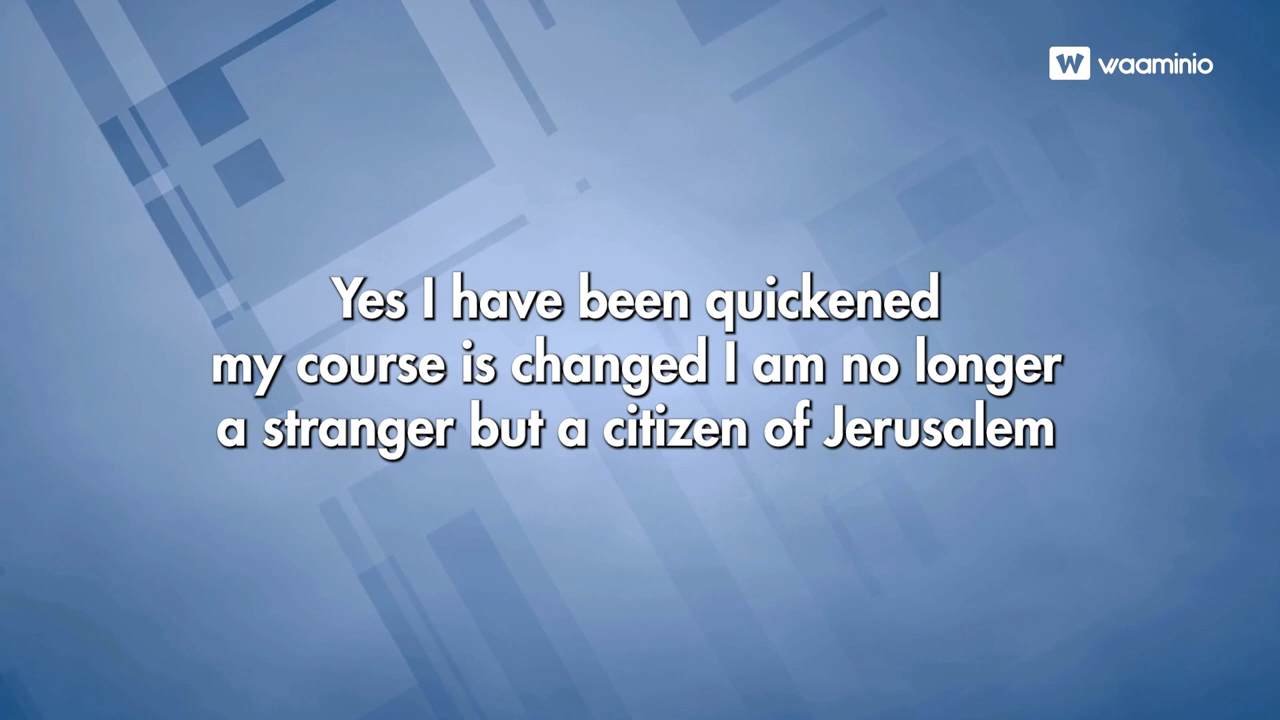 W waaminio
Yes I have been quickened
my course is changed I am no longer
a stranger but a citizen of Jerusalem